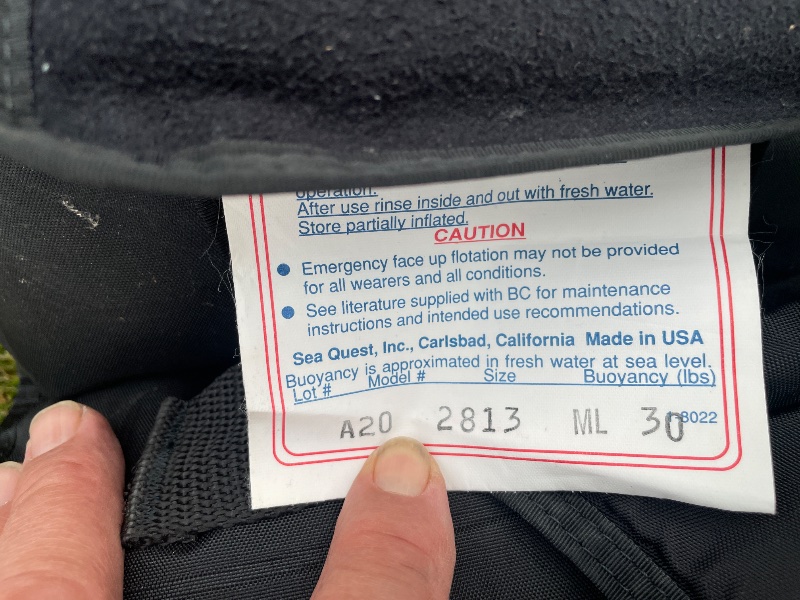 operation.
After use rinse inside and out with fresh water.
Store partially inflated.
CAUTION
Emergency face up flotation may not be provided
for all wearers and all conditions.
See literature supplied with BC for maintenance
instructions and intended use recommendations.
Sea Quest, Inc., Carlsbad, California Made in USA
Buoyancy is approximated in fresh water at sea level.
Lot # Model # Size Buoyancy (lbs)
A20 2813 ML 30